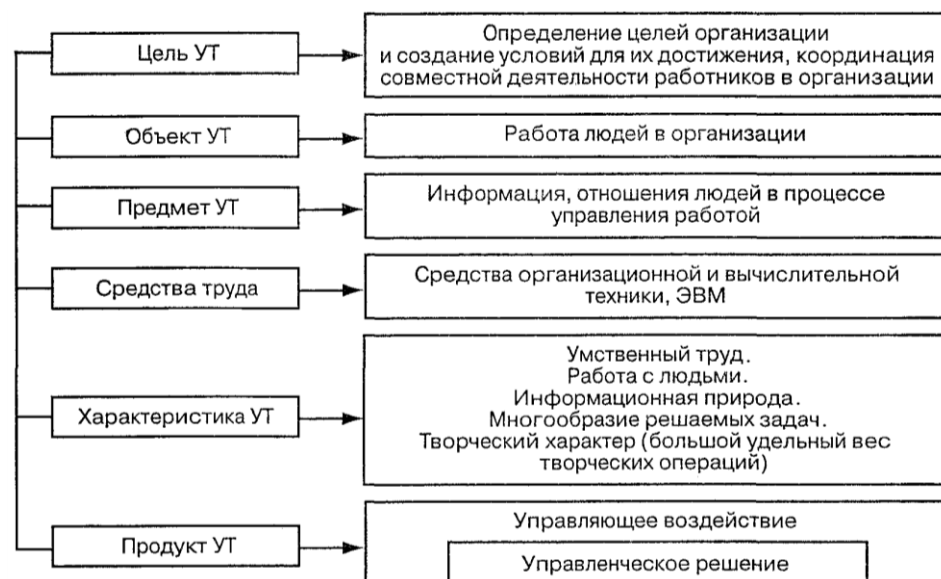 Цель УТ
Определение целей организации
и создание условий для их достижения, координация
совместной деятельности работников в организации
Объект УТ
Работа людей в организации
Предмет УТ
Информация, отношения людей в процессе
управления работой
Средства труда
Средства организационной и вычислительной
техники, ЭВМ
Характеристика УТ
Умственный труд.
Работа с людьми.
Информационная природа.
Многообразие решаемых задач.
Творческий характер (большой удельный вес
творческих операций)
Продукт УТ
Управляющее воздействие
Управленческое решение